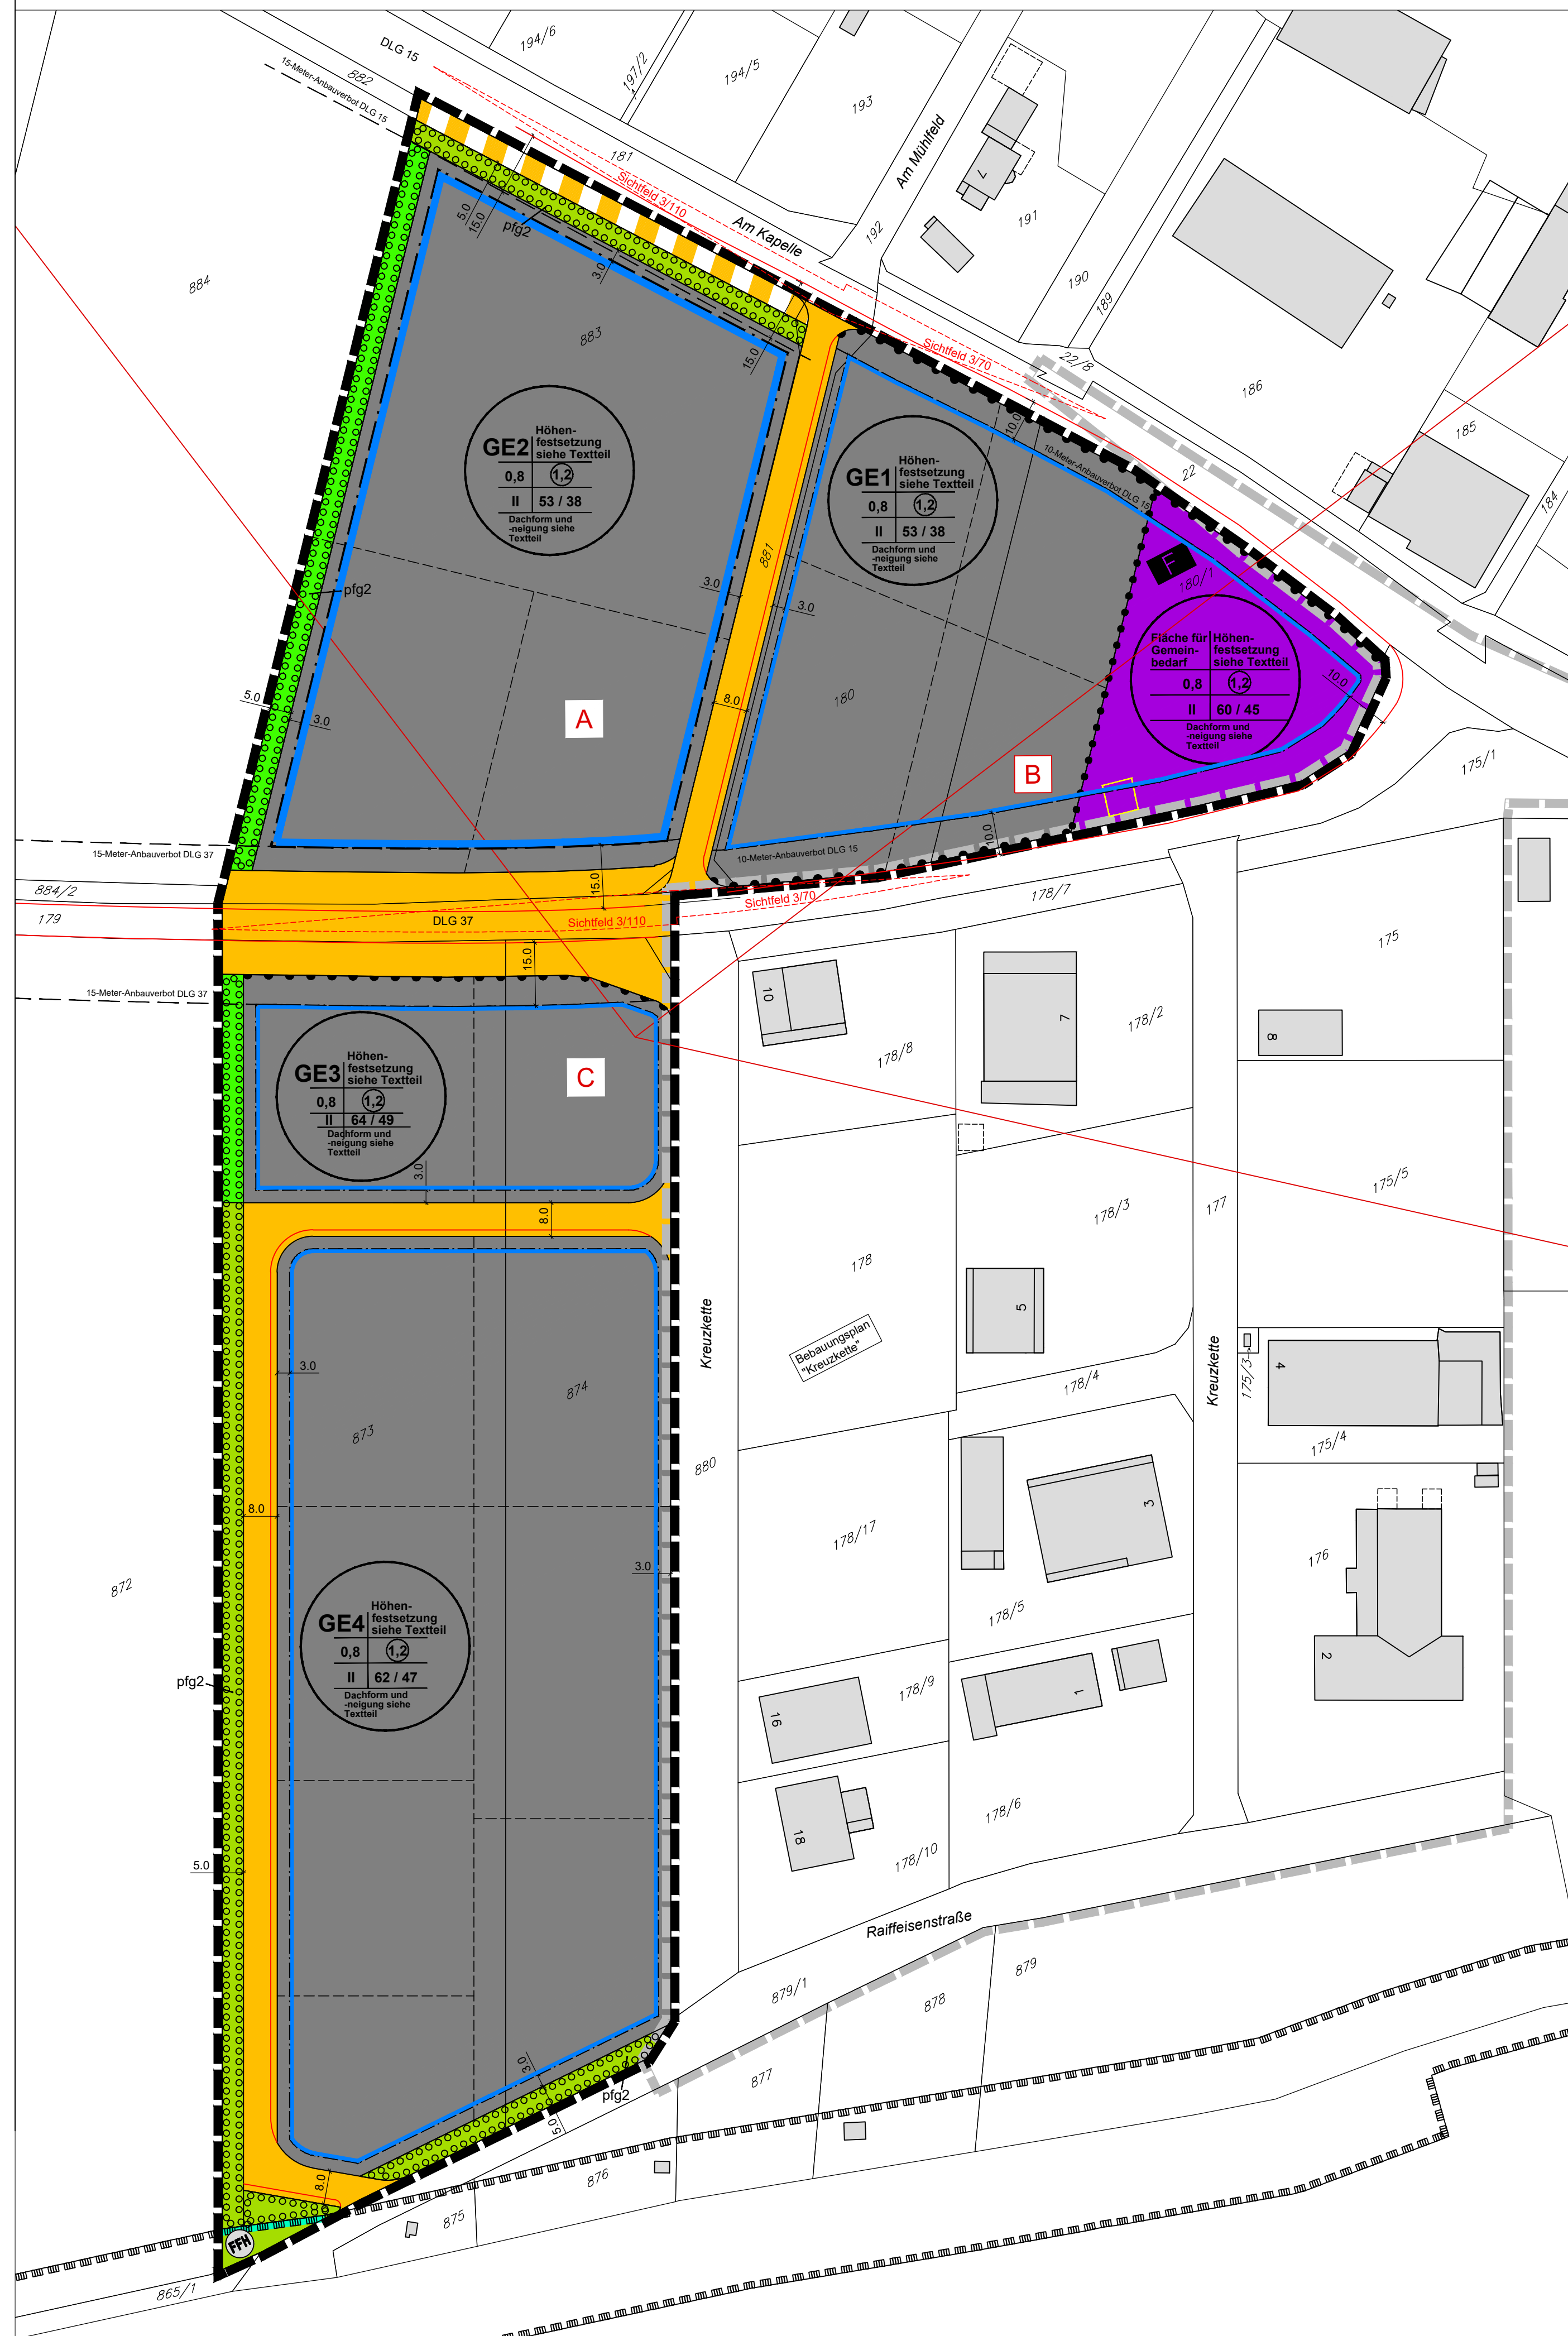 DLG 15
882
15-Meter-Anbauverbot DLG 15
194/6
197/2
194/5
193
181
Am Mühlfeld
192
7
191
190
189
Am Kapelle
Sichtfeld 3/110
5.0
15.0
pfg2
3.0
884
883
15.0
Sichtfeld 3/70
22/8
186
22
185
184
10.0
10-Meter-Anbauverbot DLG 15
GE2
Höhen-
festsetzung
siehe Textteil
0,8
1,2
II
53 / 38
Dachform und
-neigung siehe
Textteil
GE1
Höhen-
festsetzung
siehe Textteil
0,8
1,2
II
53 / 38
Dachform und
-neigung siehe
Textteil
F
180/1
Fläche für
Gemein-
bedarf
Höhen-
festsetzung
siehe Textteil
0,8
1,2
II
60 / 45
Dachform und
-neigung siehe
Textteil
881
3.0
3.0
pfg2
5.0
3.0
8.0
180
10.0
A
B
175/1
15-Meter-Anbauverbot DLG 37
10-Meter-Anbauverbot DLG 15
10.0
884/2
179
15.0
DLG 37
Sichtfeld 3/110
Sichtfeld 3/70
178/7
15.0
15-Meter-Anbauverbot DLG 37
175
10
7
178/2
178/8
8
GE3
Höhen-
festsetzung
siehe Textteil
0,8
1,2
II
64 / 49
Dachform und
-neigung siehe
Textteil
C
3.0
8.0
178/3
177
175/5
178
5
Kreuzkette
Kreuzkette
Bebauungsplan
"Kreuzkette"
3.0
874
873
178/4
175/3
4
175/4
880
8.0
178/17
3
3.0
176
872
GE4
Höhen-
festsetzung
siehe Textteil
0,8
1,2
II
62 / 47
Dachform und
-neigung siehe
Textteil
178/5
2
pfg2
178/9
1
16
178/6
18
178/10
5.0
Raiffeisenstraße
879/1
879
878
877
3.0
pfg2
5.0
876
875
8.0
FFH
865/1